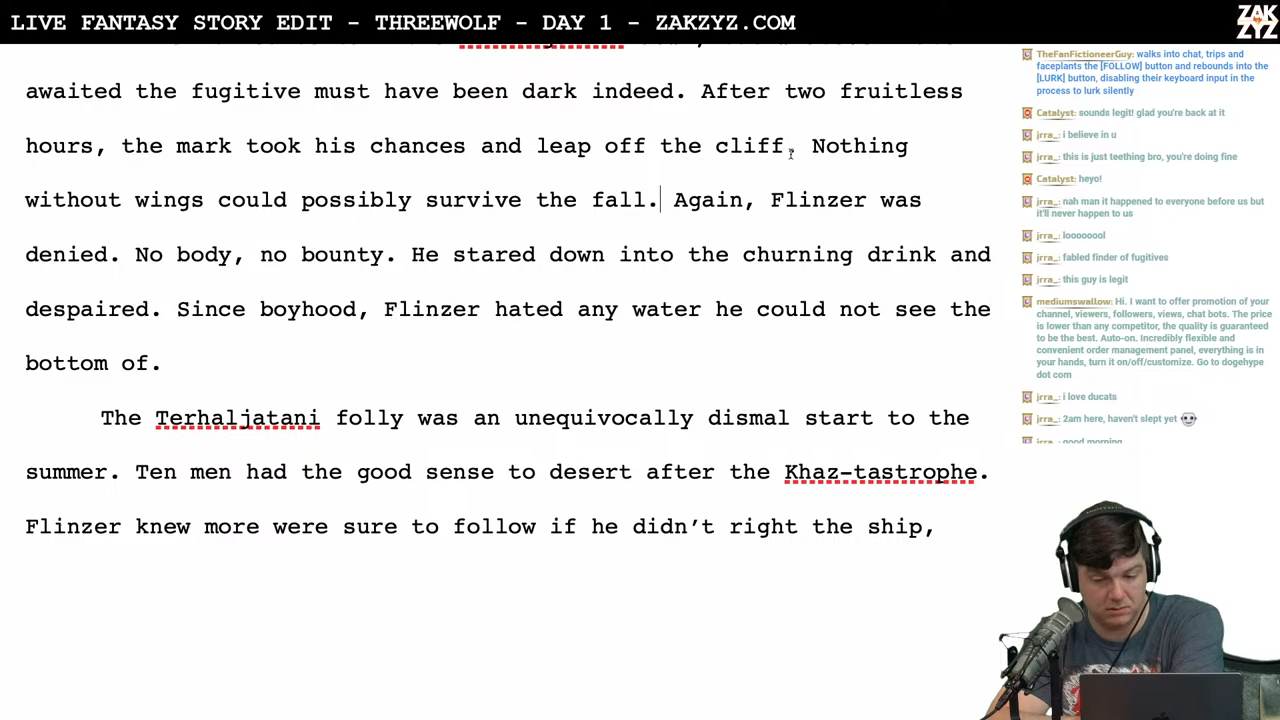 LIVE FANTASY STORY EDIT - THREEWOLF - DAY 1 - ZAKZYZ.COM
ZAK
ZYZ
awaited the fugitive must have been dark indeed. After two fruitless
hours, the mark took his chances and leap off the cliff. Nothing
without wings could possibly survive the fall. Again, Flinzer was
denied. No body, no bounty. He stared down into the churning drink and
despaired. Since boyhood, Flinzer hated any water he could not see the
bottom of.
The Terhaljatani folly was an unequivocally dismal start to the
summer. Ten men had the good sense to desert after the Khaz-tastrophe.
Flinzer knew more were sure to follow if he didn’t right the ship,
TheFanFictioneerGuy: walks into chat, trips and
faceplants the [FOLLOW] button and rebounds into the
[LURK] button, disabling their keyboard input in the
process to lurk silently
Catalyst: sounds legit! glad you're back at it
jrra_: i believe in u
jrra_: this is just teething bro, you're doing fine
Catalyst: heyo!
jrra_: nah man it happened to everyone before us but
it'll never happen to us
jrra_: looooool
jrra_: fabled finder of fugitives
jrra_: this guy is legit
mediumswallow: Hi. I want to offer promotion of your
channel, viewers, followers, views, chat bots. The price
is lower than any competitor, the quality is guaranteed
to be the best. Auto-on. Incredibly flexible and
convenient order management panel, everything is in
your hands, turn it on/off/customize. Go to dogehype
dot com
jrra_: i love ducats
jrra_: 2am here, haven't slept yet
jrra_: good morning